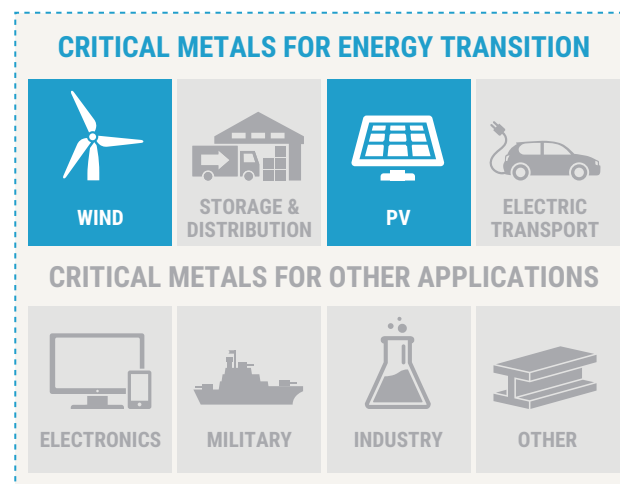 CRITICAL METALS FOR ENERGY TRANSITION
WIND
STORAGE &
DISTRIBUTION
PV
ELECTRIC
TRANSPORT
CRITICAL METALS FOR OTHER APPLICATIONS
ELECTRONICS
MILITARY
INDUSTRY
OTHER